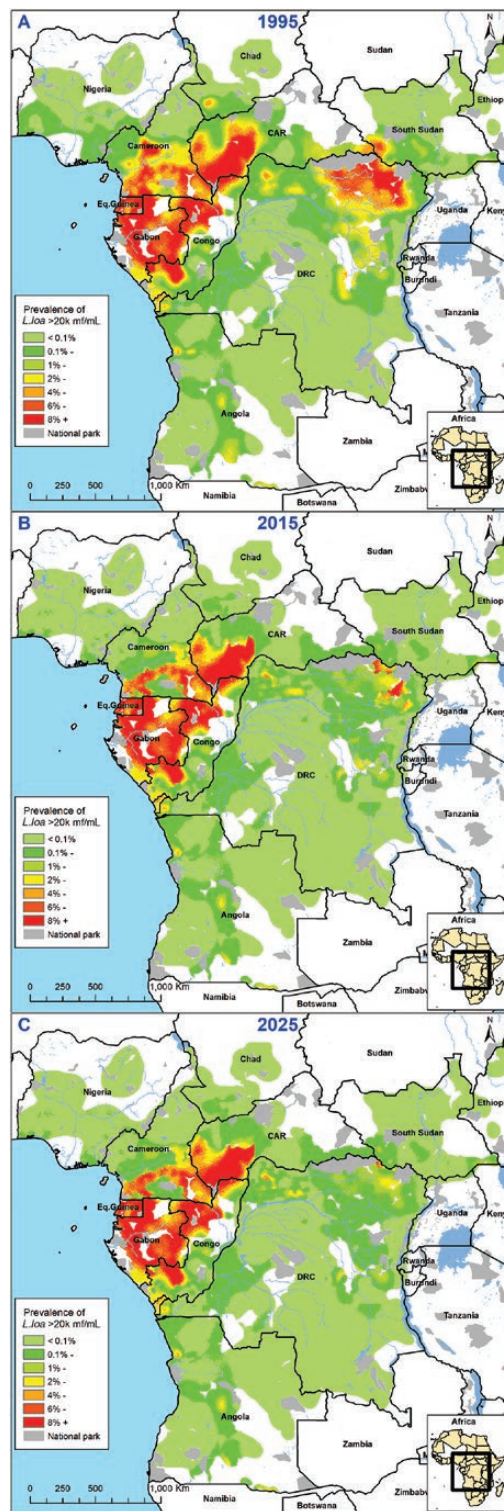 A
1995
Sudan
Chad
Nigeria
Ethiop
CAR
South Sudan
Cameroon
Eq.Guinea
Uganda
Keny
Gabon
Congo
Rwanda
Burundi
DRC
Tanzania
Prevalence of
L.loa >20k mf/mL
< 0.1%
0.1% -
1% -
2% -
4% -
6% -
8% +
National park
Angola
Zambia
Africa
N
0 250 500 1,000 Km
Namibia
Botswana
Zimbabw
B
2015
Sudan
Chad
Nigeria
Ethiop
CAR
South Sudan
Cameroon
Eq.Guinea
Uganda
Keny
Gabon
Congo
Rwanda
Burundi
DRC
Tanzania
Prevalence of
L.loa >20k mf/mL
< 0.1%
0.1% -
1% -
2% -
4% -
6% -
8% +
National park
Angola
Zambia
Africa
N
0 250 500 1,000 Km
Namibia
Botswana
Zimbabw
C
2025
Sudan
Chad
Nigeria
Ethiop
CAR
South Sudan
Cameroon
Eq.Guinea
Uganda
Keny
Gabon
Congo
Rwanda
Burundi
DRC
Tanzania
Prevalence of
L.loa >20k mf/mL
< 0.1%
0.1% -
1% -
2% -
4% -
6% -
8% +
National park
Angola
Zambia
Africa
N
0 250 500 1,000 Km
Namibia
Botswana
Zimbabw